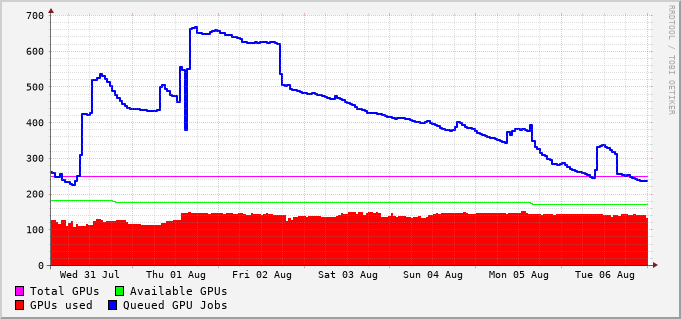 700
600
500
400
300
200
100
0
Wed 31 Jul Thu 01 Aug Fri 02 Aug Sat 03 Aug Sun 04 Aug Mon 05 Aug Tue 06 Aug
Total GPUs Available GPUs
GPUs used Queued GPU Jobs
RRDTOOL / TOBI OETIKER